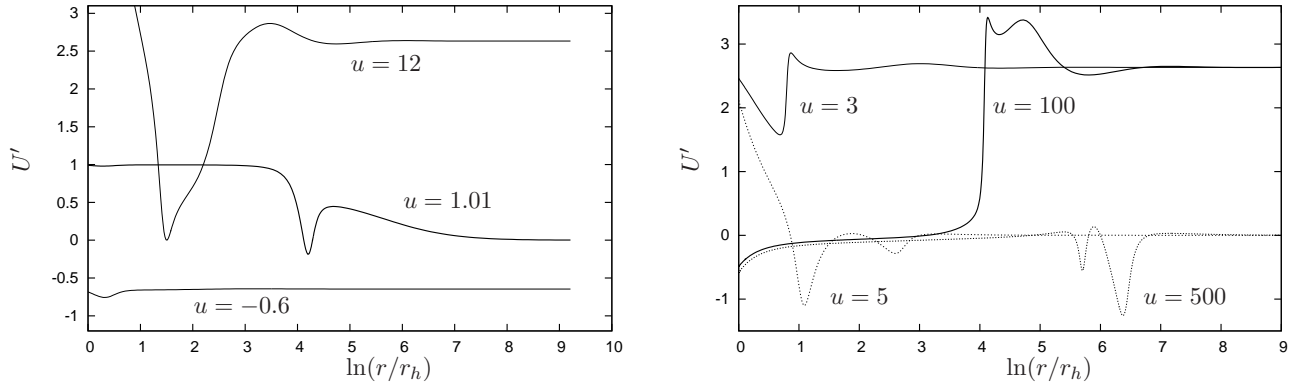 3
2.5
2
1.5
1
0.5
0
-0.5
-1
U′
u = 12
u = 1.01
u = −0.6
0 1 2 3 4 5 6 7 8 9 10
ln(r/r_h)
3
2
1
0
-1
U′
u = 3
u = 100
u = 5
u = 500
0 1 2 3 4 5 6 7 8 9
ln(r/r_h)